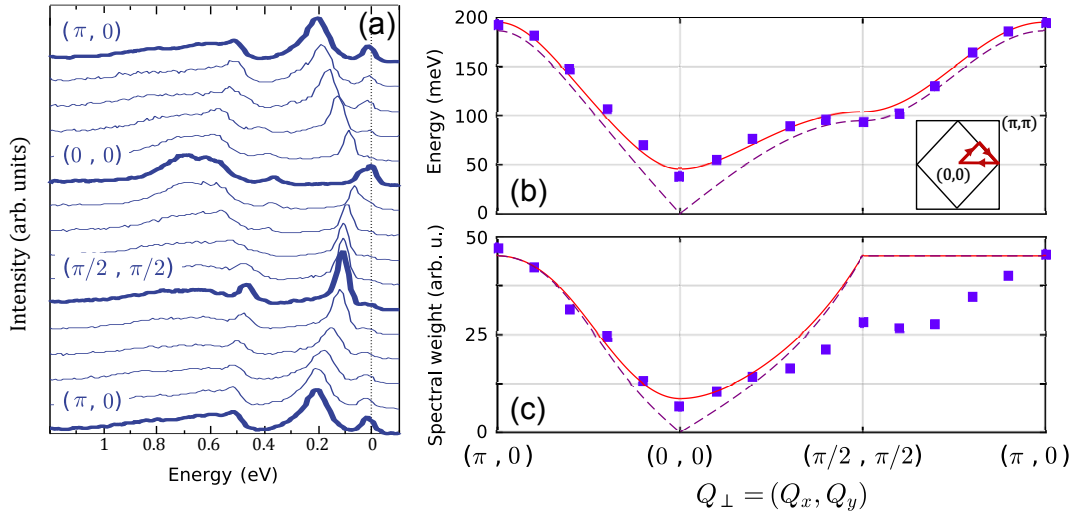 (a)
(π, 0)
(0, 0)
(π/2 , π/2)
(π, 0)
Intensity (arb. units)
1
0.8
0.6
0.4
0.2
0
Energy (eV)
200
150
100
50
0
Energy (meV)
(b)
(π,π)
(0,0)
50
25
0
Spectral weight (arb. u.)
(c)
(π, 0)
(0, 0)
(π/2, π/2)
(π, 0)
Q⊥ = (Qx, Qy)